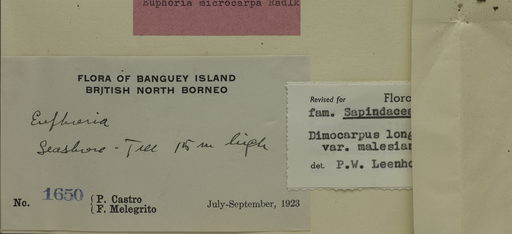 Euphoria microcarpa Radlk
FLORA OF BANGUEY ISLAND
BRITISH NORTH BORNEO
Euphoria
Seashore - Tree 15 m high
No. 1650 { P. Castro
F. Melegrito
July-September, 1923
Revised for Flor
fam. Sapindacea
Dimocarpus long
var. malesian
det. P.W. Leenho